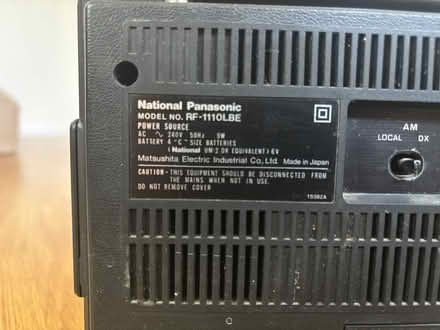 National Panasonic
MODEL NO. RF-1110LBE
POWER SOURCE
AC ∿ 240V 50Hz 9W
BATTERY 4 "C" SIZE BATTERIES
(National UM-2 OR EQUIVALENT) 6V
Matsushita Electric Industrial Co., Ltd. Made in Japan
CAUTION - THIS EQUIPMENT SHOULD BE DISCONNECTED FROM
THE MAINS WHEN NOT IN USE
DO NOT REMOVE COVER
15382A
AM
LOCAL DX